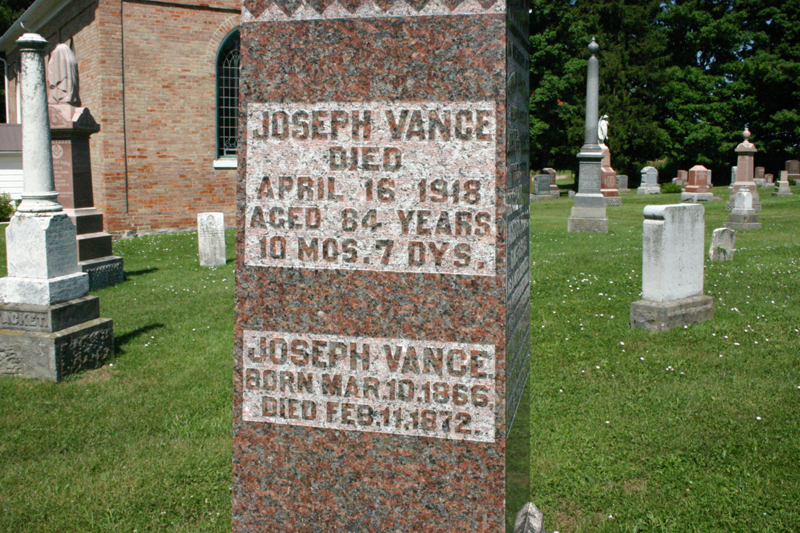 JOSEPH VANCE
DIED
APRIL 16 1918
AGED 84 YEARS
10 MOS. 7 DYS.
JOSEPH VANCE.
BORN MAR.10.1866.
DIED FEB.11.1872.